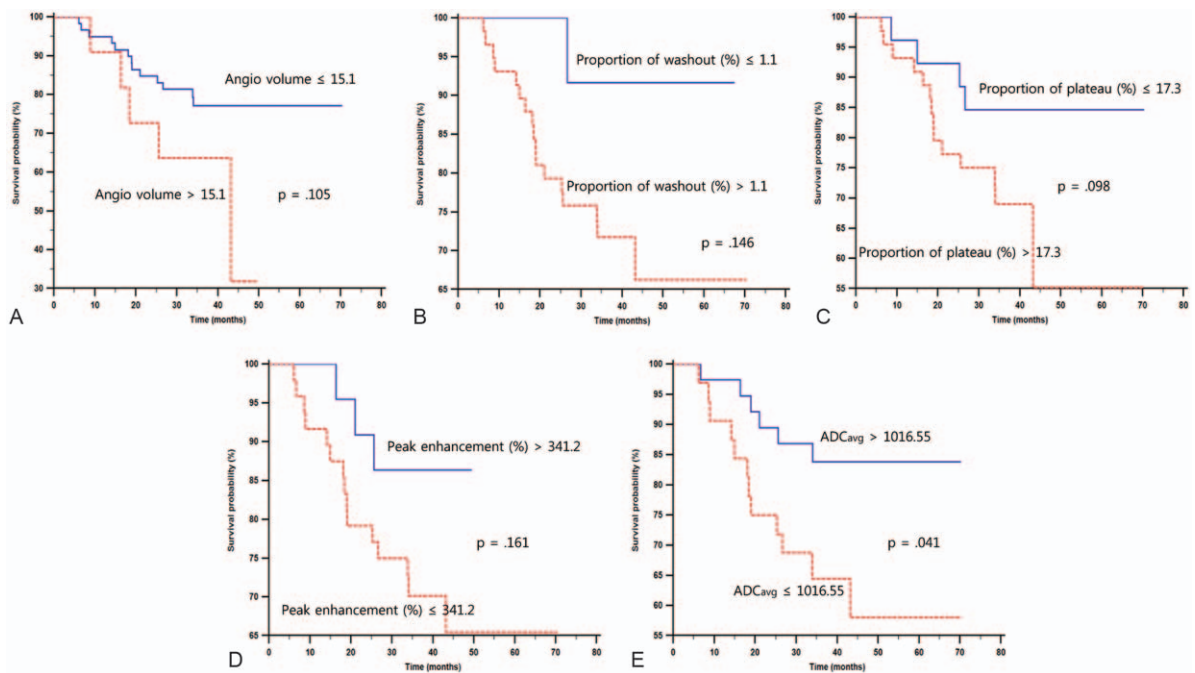 100
90
80
70
60
50
40
30
Survival probability (%)
Angio volume ≤ 15.1
Angio volume > 15.1
p = .105
0 10 20 30 40 50 60 70 80
Time (months)
A
100
95
90
85
80
75
70
65
Survival probability (%)
Proportion of washout (%) ≤ 1.1
Proportion of washout (%) > 1.1
p = .146
0 10 20 30 40 50 60 70 80
Time (months)
B
100
95
90
85
80
75
70
65
60
55
Survival probability (%)
Proportion of plateau (%) ≤ 17.3
p = .098
Proportion of plateau (%) > 17.3
0 10 20 30 40 50 60 70 80
Time (months)
C
100
95
90
85
80
75
70
65
Survival probability (%)
Peak enhancement (%) > 341.2
p = .161
Peak enhancement (%) ≤ 341.2
0 10 20 30 40 50 60 70 80
Time (months)
D
100
95
90
85
80
75
70
65
60
55
Survival probability (%)
ADCavg > 1016.55
p = .041
ADCavg ≤ 1016.55
0 10 20 30 40 50 60 70 80
Time (months)
E